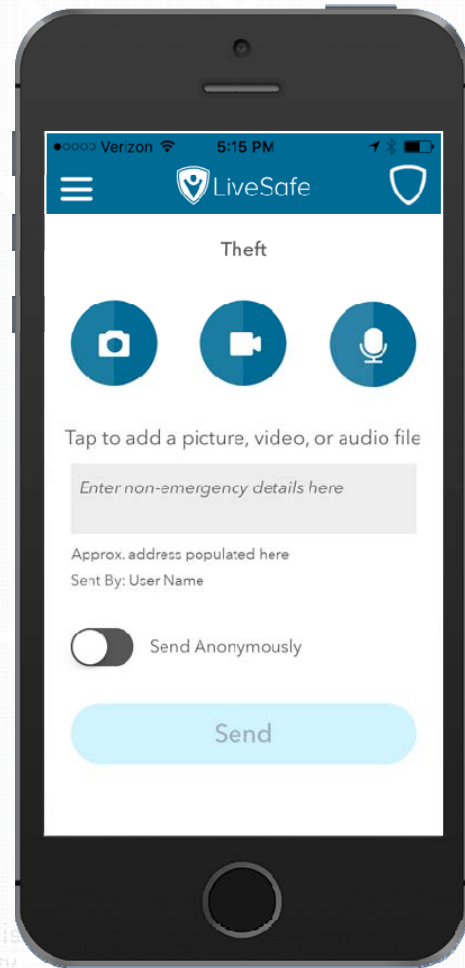 Verizon 5:15 PM
LiveSafe
Theft
Tap to add a picture, video, or audio file
Enter non-emergency details here
Approx. address populated here
Sent By: User Name
Send Anonymously
Send